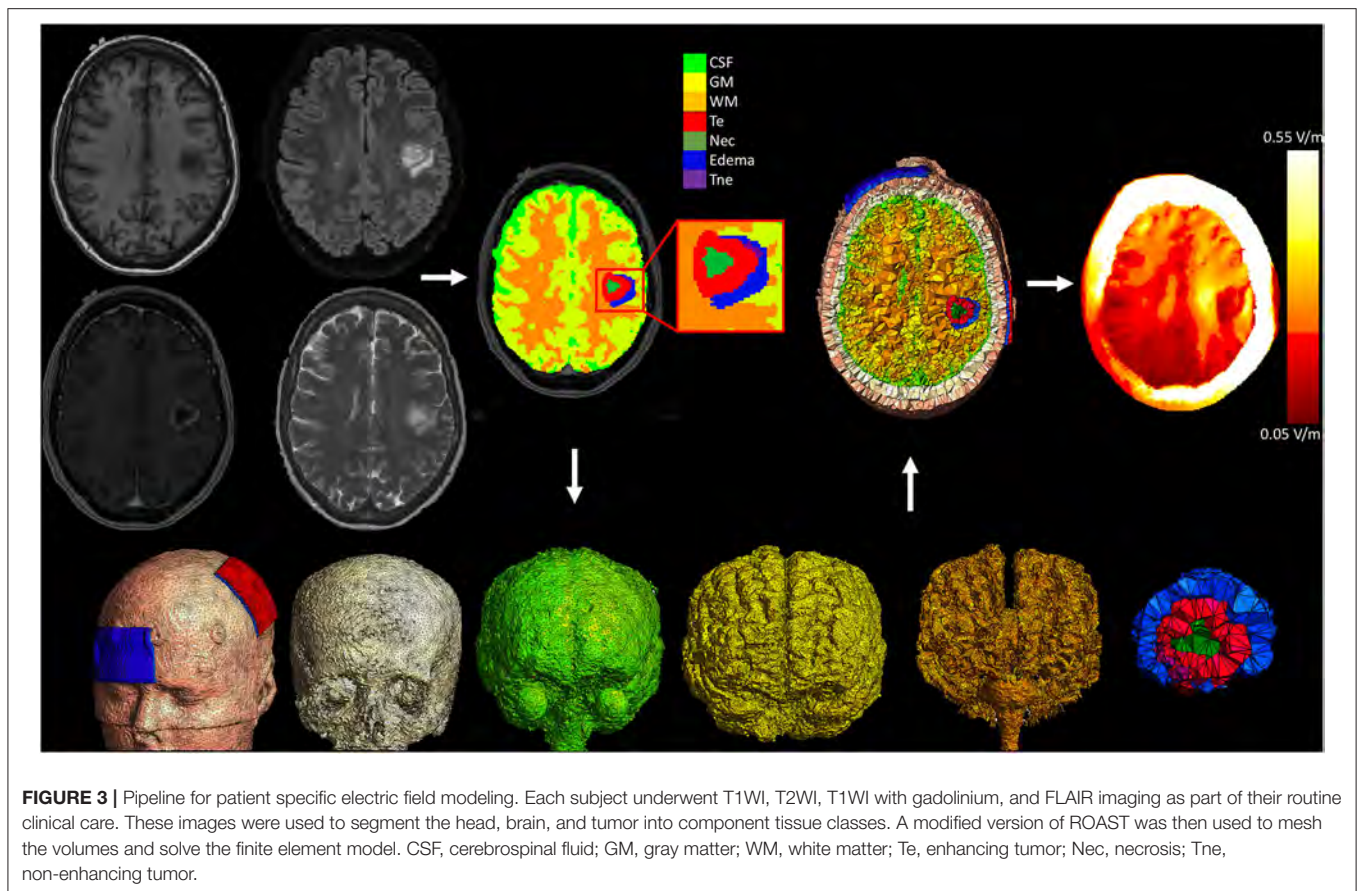 CSF
GM
WM
Te
Nec
Edema
Tne
0.55 V/m
0.05 V/m
FIGURE 3 | Pipeline for patient specific electric field modeling. Each subject underwent T1WI, T2WI, T1WI with gadolinium, and FLAIR imaging as part of their routine
clinical care. These images were used to segment the head, brain, and tumor into component tissue classes. A modified version of ROAST was then used to mesh
the volumes and solve the finite element model. CSF, cerebrospinal fluid; GM, gray matter; WM, white matter; Te, enhancing tumor; Nec, necrosis; Tne,
non-enhancing tumor.